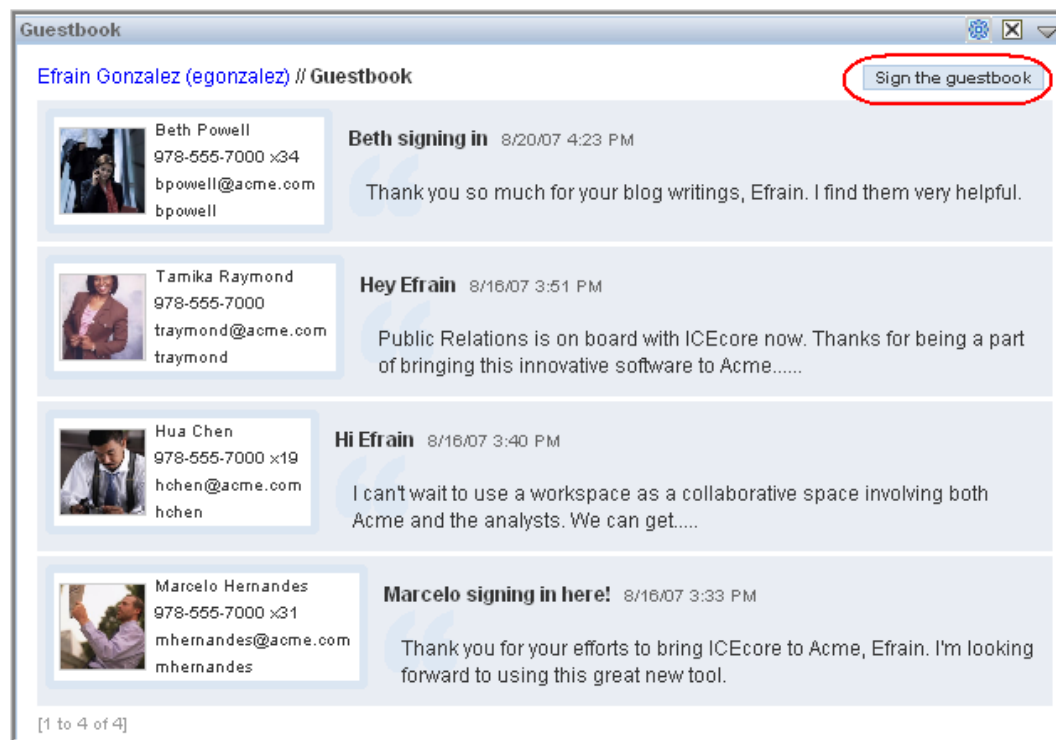 Guestbook
Efrain Gonzalez (egonzalez) // Guestbook
Sign the guestbook
Beth Powell
978-555-7000 x34
bpowell@acme.com
bpowell
Beth signing in 8/20/07 4:23 PM
Thank you so much for your blog writings, Efrain. I find them very helpful.
Tamika Raymond
978-555-7000
traymond@acme.com
traymond
Hey Efrain 8/16/07 3:51 PM
Public Relations is on board with ICEcore now. Thanks for being a part
of bringing this innovative software to Acme......
Hua Chen
978-555-7000 x19
hchen@acme.com
hchen
Hi Efrain 8/16/07 3:40 PM
I can't wait to use a workspace as a collaborative space involving both
Acme and the analysts. We can get.....
Marcelo Hernandes
978-555-7000 x31
mhernandes@acme.com
mhernandes
Marcelo signing in here! 8/16/07 3:33 PM
Thank you for your efforts to bring ICEcore to Acme, Efrain. I'm looking
forward to using this great new tool.
[1 to 4 of 4]